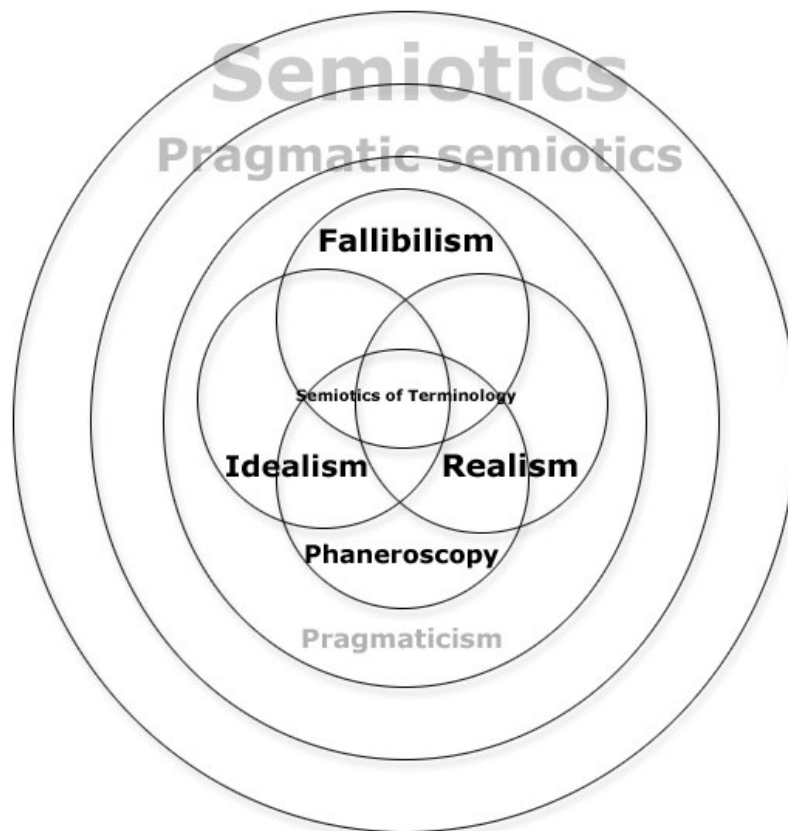 Semiotics
Pragmatic semiotics
Fallibilism
Semiotics of Terminology
Idealism
Realism
Phaneroscopy
Pragmaticism